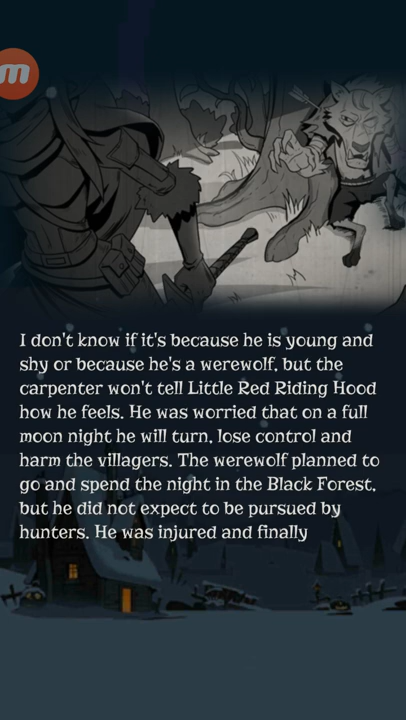 m
I don't know if it's because he is young and
shy or because he's a werewolf, but the
carpenter won't tell Little Red Riding Hood
how he feels. He was worried that on a full
moon night he will turn, lose control and
harm the villagers. The werewolf planned to
go and spend the night in the Black Forest,
but he did not expect to be pursued by
hunters. He was injured and finally